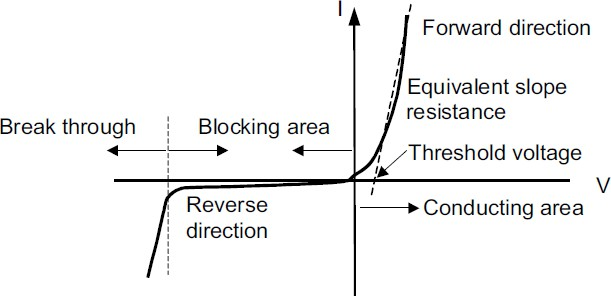 I
Forward direction
Equivalent slope
resistance
Break through
Blocking area
Threshold voltage
V
Reverse
direction
Conducting area